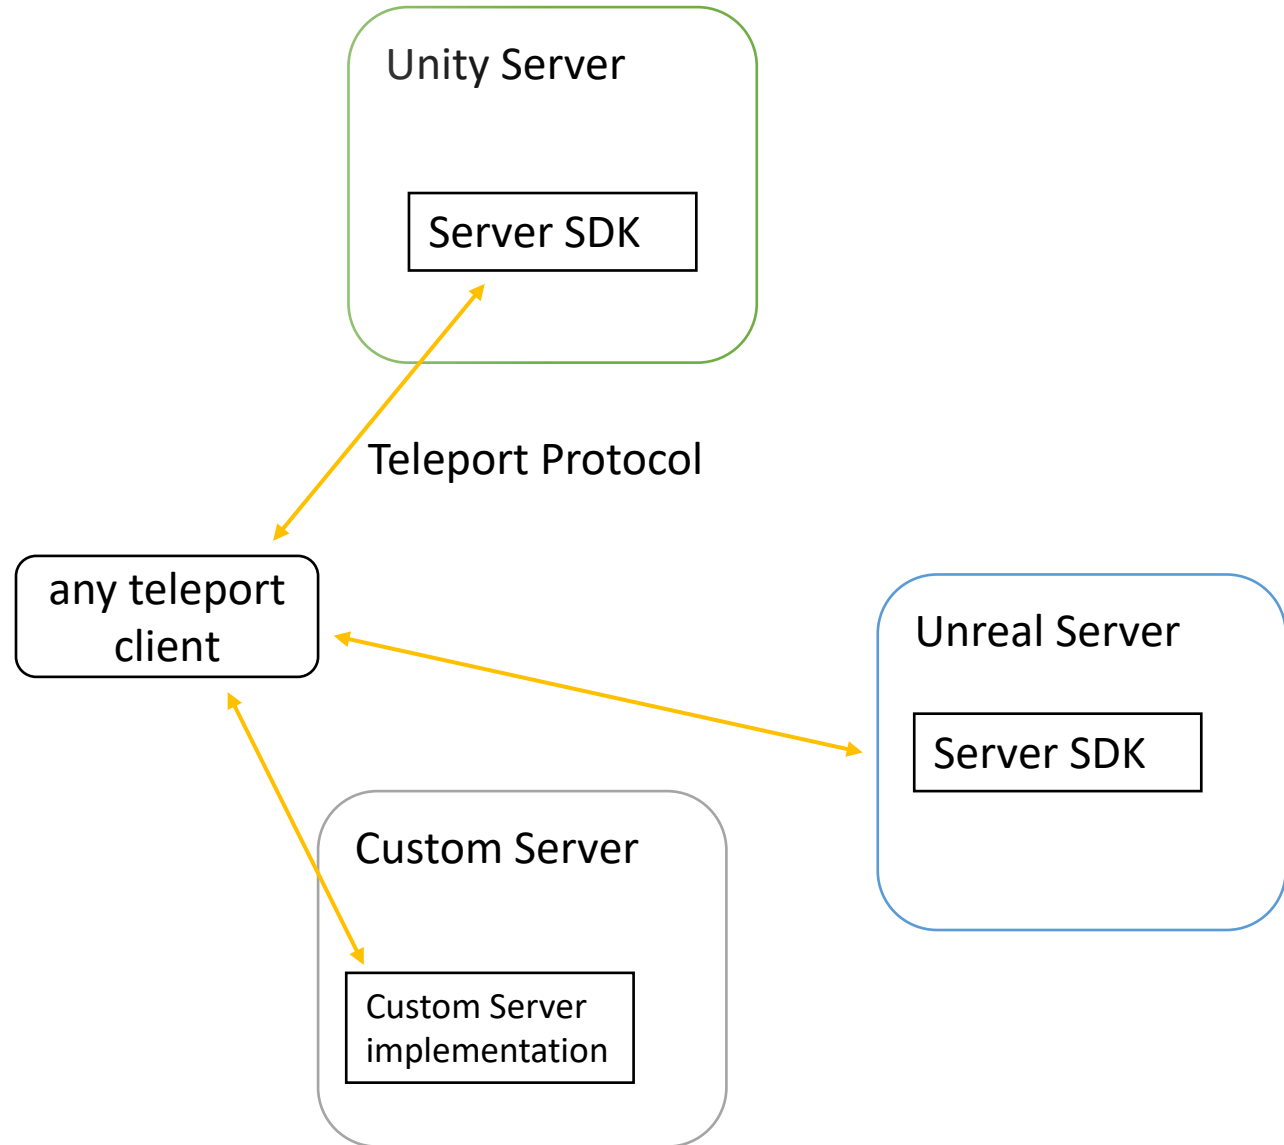 Unity Server
Server SDK
Teleport Protocol
any teleport
client
Unreal Server
Server SDK
Custom Server
Custom Server
implementation